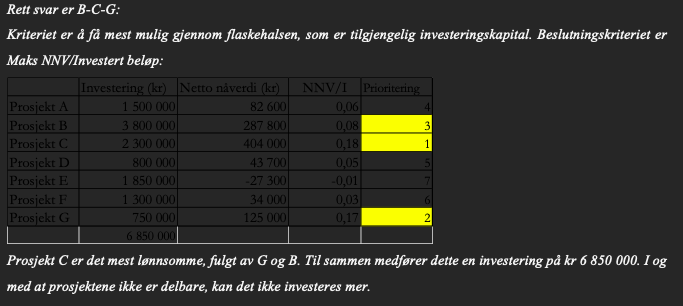 Rett svar er B-C-G:
Kriteriet er å få mest mulig gjennom flaskehalsen, som er tilgjengelig investeringskapital. Beslutningskriteriet er
Maks NNV/Investert beløp:
Investering (kr) Netto nåverdi (kr) NNV/I Prioritering
Prosjekt A 1 500 000 82 600 0,06 4
Prosjekt B 3 800 000 287 800 0,08 3
Prosjekt C 2 300 000 404 000 0,18 1
Prosjekt D 800 000 43 700 0,05 5
Prosjekt E 1 850 000 -27 300 -0,01 7
Prosjekt F 1 300 000 34 000 0,03 6
Prosjekt G 750 000 125 000 0,17 2
6 850 000
Prosjekt C er det mest lønnsomme, fulgt av G og B. Til sammen medfører dette en investering på kr 6 850 000. I og
med at prosjektene ikke er delbare, kan det ikke investeres mer.